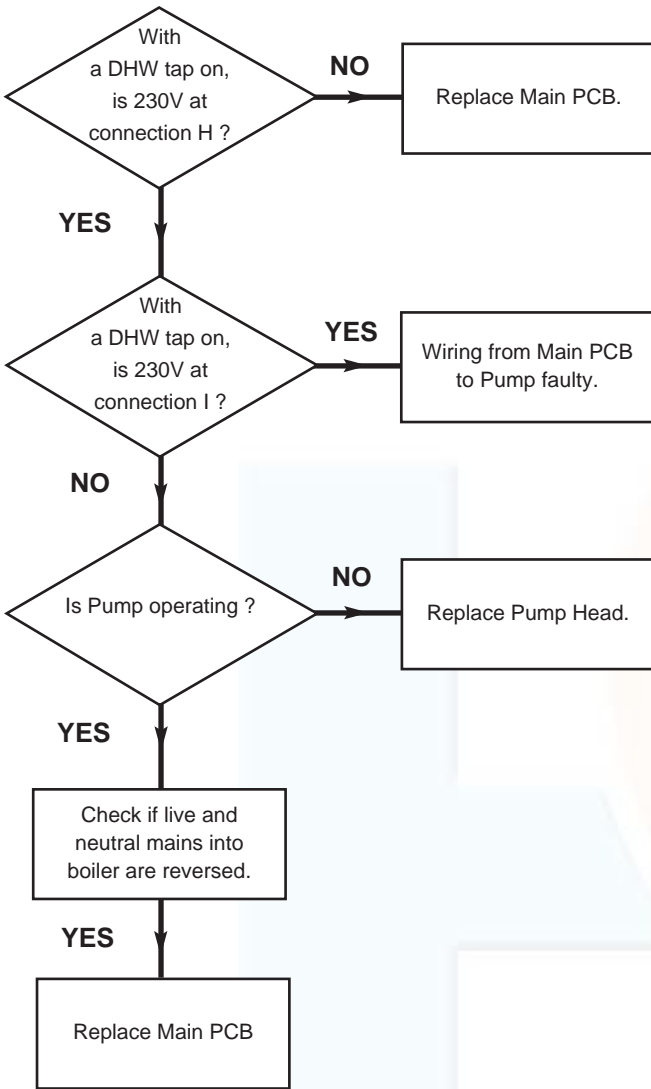 With
a DHW tap on,
is 230V at
connection H ?
NO
Replace Main PCB.
YES
With
a DHW tap on,
is 230V at
connection I ?
YES
Wiring from Main PCB
to Pump faulty.
NO
Is Pump operating ?
NO
Replace Pump Head.
YES
Check if live and
neutral mains into
boiler are reversed.
YES
Replace Main PCB